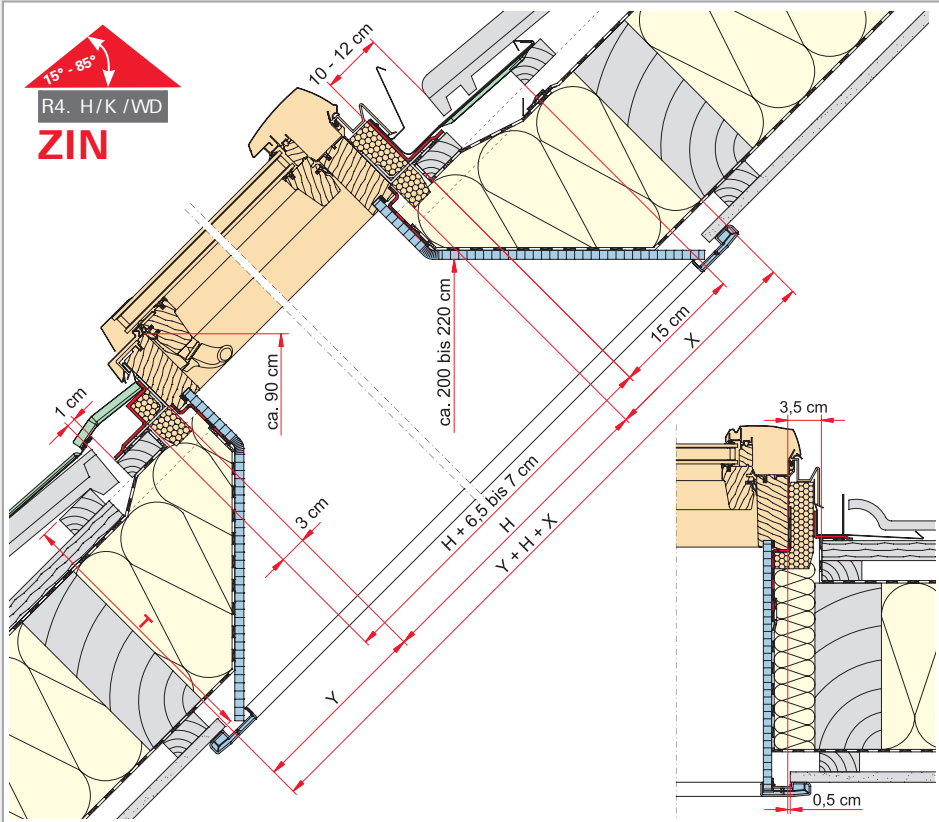 15° - 85°
R4. H/K/WD
ZIN
10 - 12 cm
15 cm
X
ca. 200 bis 220 cm
ca. 90 cm
1 cm
3,5 cm
H + 6,5 bis 7 cm
H
Y + H + X
3 cm
T
Y
0,5 cm